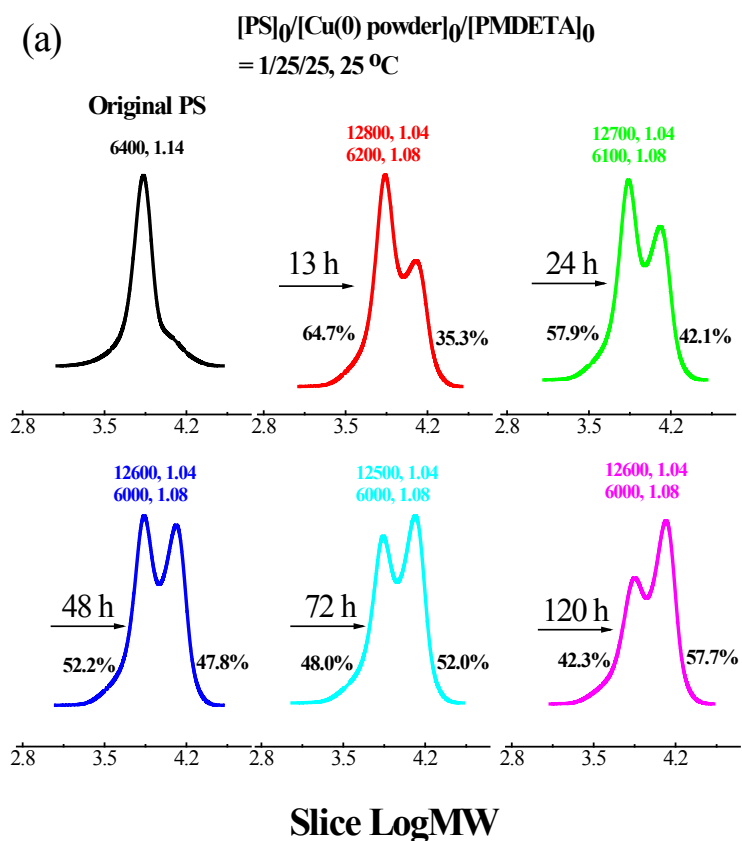 (a)
[PS]0/[Cu(0) powder]0/[PMDETA]0
= 1/25/25, 25 °C
Original PS
6400, 1.14
12800, 1.04
6200, 1.08
12700, 1.04
6100, 1.08
13 h
24 h
64.7%
35.3%
57.9%
42.1%
2.8 3.5 4.2 2.8 3.5 4.2 2.8 3.5 4.2
12600, 1.04
6000, 1.08
12500, 1.04
6000, 1.08
12600, 1.04
6000, 1.08
48 h
72 h
120 h
52.2%
47.8%
48.0%
52.0%
42.3%
57.7%
2.8 3.5 4.2 2.8 3.5 4.2 2.8 3.5 4.2
Slice LogMW